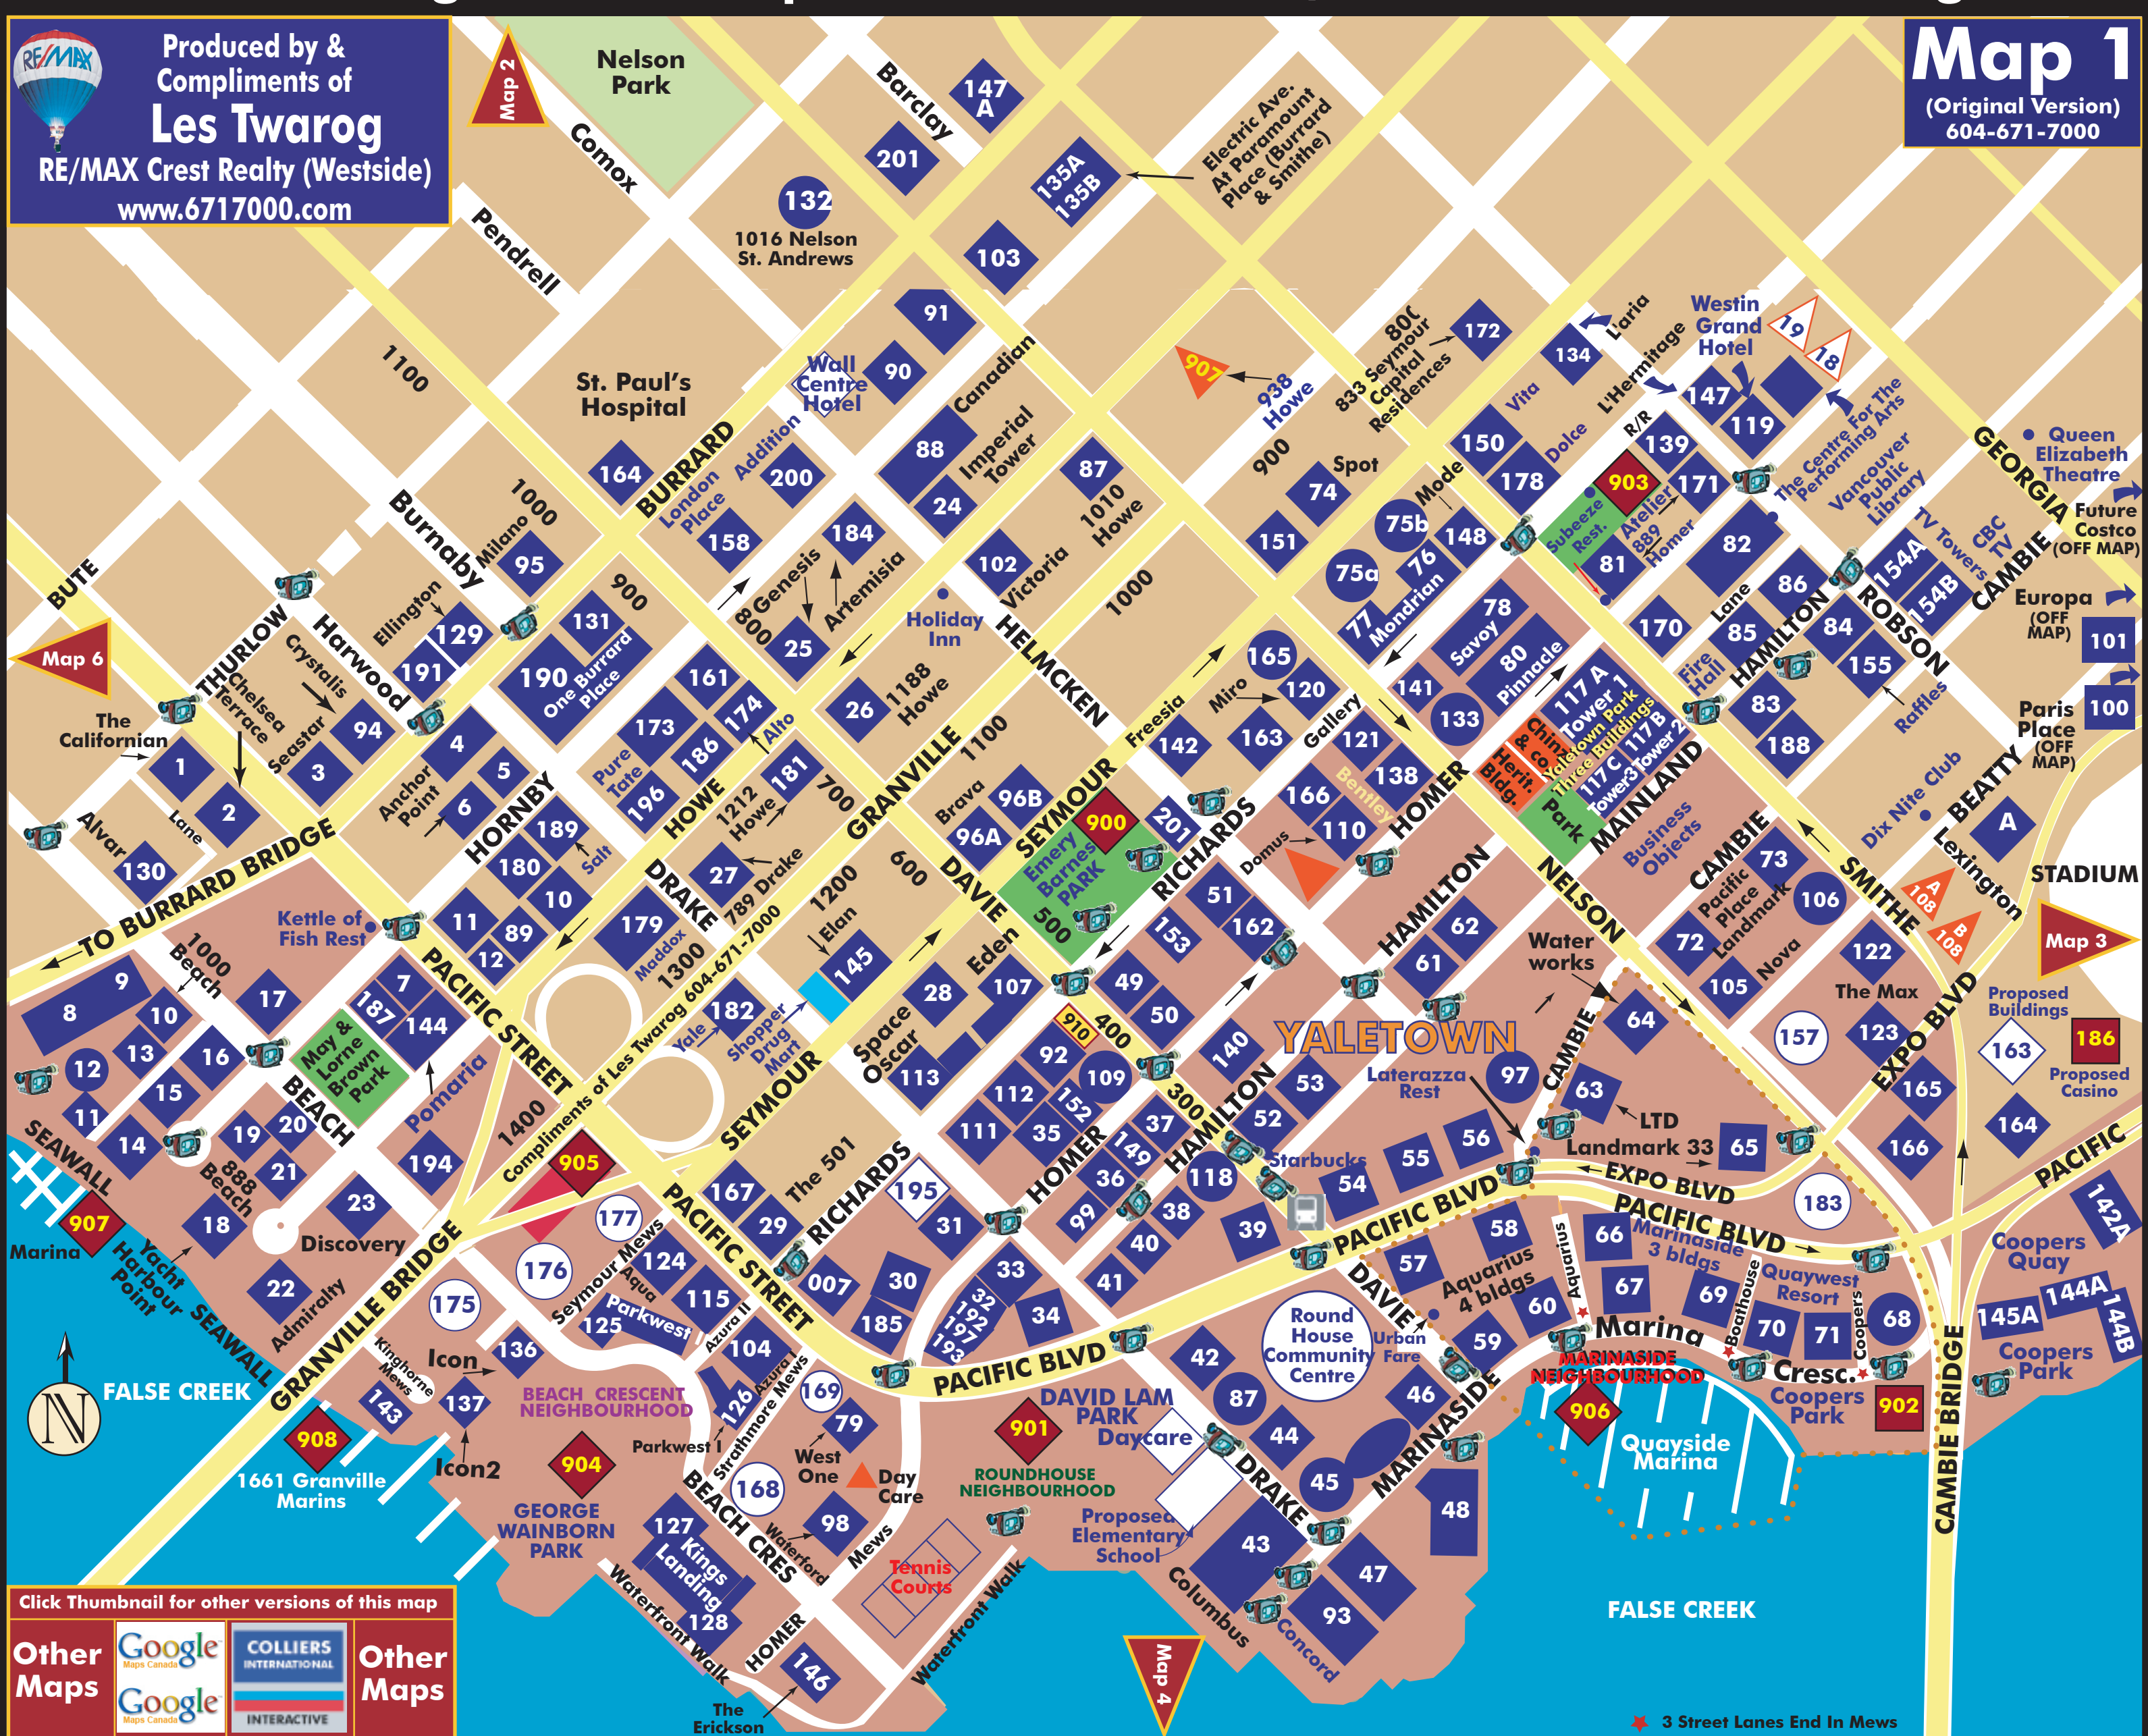 Produced by &
Compliments of
Les Twarog
RE/MAX Crest Realty (Westside)
www.6717000.com
RE/MAX
Map 2
Nelson
Park
Map 1
(Original Version)
604-671-7000
Barclay
147
A
201
Comox
132
1016 Nelson
St. Andrews
135A
135B
Electric Ave.
At Paramount
Place (Burrard
& Smithe)
103
Pendrell
1100
91
90
Wall
Centre
Hotel
St. Paul's
Hospital
164
BURRARD
London
Place
Addition
200
158
Canadian
88
Imperial
Tower
24
87
1010
Howe
907
938
Howe
900
833 Seymour
Capital
Residences
172
134
L'aria
L'Hermitage
Westin
Grand
Hotel
19
18
147
119
The Centre For The
Performing Arts
Vancouver
Public
Library
GEORGIA
Queen
Elizabeth
Theatre
Future
Costco
(OFF MAP)
Europa
(OFF
MAP)
101
100
Paris
Place
(OFF
MAP)
Vita
150
Dolce
178
R/R
139
903
171
Subeeze
Rest.
Atelier
889
Homer
81
82
Spot
74
151
75b
75a
Mode
148
76
Mondrian
77
78
Savoy
80
Pinnacle
170
Lane
85
86
154A
154B
TV Towers
CBC
TV
CAMBIE
ROBSON
84
155
Raffles
HAMILTON
Fire
Hall
83
188
BUTE
Map 6
THURLOW
Burnaby
Milano
1000
95
Harwood
Ellington
129
191
Crystalis
Chelsea
Terrace
Seastar
94
3
The
Californian
1
2
Lane
Alvar
130
TO BURRARD BRIDGE
900
131
190
One Burrard
Place
Genesis
800
25
184
Artemisia
102
Victoria
1000
Holiday
Inn
HELMCKEN
26
1188
Howe
161
173
174
186
Alto
Pure
Tate
196
181
700
HOWE
1212
Howe
4
5
6
Anchor
Point
HORNBY
189
180
Salt
10
11
89
12
Kettle of
Fish Rest
DRAKE
27
789 Drake
179
Maddox
1300
1200
Elan
145
GRANVILLE
1100
600
DAVIE
Brava
96B
96A
SEYMOUR
900
Emery
Barnes
PARK
500
201
RICHARDS
Freesia
142
Miro
165
120
163
Gallery
121
138
Bentley
166
110
Domus
HOMER
141
133
Chinz
& co.
Herit.
Bldg.
117 A
Tower 1
Yaletown Park
Three Buildings
117 B
Tower 2
117 C
Tower3
Park
MAINLAND
Business
Objects
NELSON
CAMBIE
73
Pacific
Place
Landmark
72
106
105
Nova
SMITHE
Dix Nite Club
BEATTY
Lexington
A
STADIUM
A
108
B
108
Map 3
122
The Max
157
123
EXPO BLVD
Proposed
Buildings
163
186
Proposed
Casino
165
166
164
PACIFIC
1000
Beach
9
8
10
17
12
13
16
15
11
14
SEAWALL
907
Marina
7
187
144
May &
Lorne
Brown
Park
BEACH
Pomaria
194
PACIFIC STREET
19
20
21
888
Beach
18
23
Discovery
22
Admiralty
Yacht
Harbour
Point
SEAWALL
1400
Compliments of Les Twarog 604-671-7000
905
182
Yale
Shopper
Drug
Mart
SEYMOUR
28
Eden
107
Space
Oscar
113
51
153
162
49
50
910
400
92
109
112
152
111
35
37
149
36
99
HOMER
140
300
HAMILTON
53
52
118
38
40
41
39
HAMILTON
62
61
YALETOWN
Laterazza
Rest
97
Water
works
CAMBIE
64
63
LTD
Landmark 33
65
Starbucks
54
55
56
PACIFIC BLVD
EXPO BLVD
PACIFIC BLVD
183
The 501
167
29
RICHARDS
195
31
PACIFIC STREET
007
30
33
32
192
197
193
34
185
PACIFIC BLVD
177
176
175
Seymour Mews
124
Aqua
125
Parkwest
115
Azura II
104
Azura I
126
Strathmore Mews
169
79
West
One
Day
Care
168
98
Waterford
Mews
Parkwest I
BEACH CRES
Icon
136
Kinghorne
Mews
143
137
Icon2
BEACH CRESCENT
NEIGHBOURHOOD
904
GEORGE
WAINBORN
PARK
GRANVILLE BRIDGE
FALSE CREEK
N
908
1661 Granville
Marins
127
Kings
Landing
128
Waterfront Walk
HOMER
146
The
Erickson
Tennis
Courts
Waterfront Walk
901
ROUNDHOUSE
NEIGHBOURHOOD
DAVID LAM
PARK
Daycare
Proposed
Elementary
School
Columbus
Map 4
Round
House
Community
Centre
42
87
44
45
46
DRAKE
MARINASIDE
43
47
48
93
Concord
DAVIE
57
58
Aquarius
4 bldgs
Urban
Fare
60
59
Aquarius
66
Marinaside
3 bldgs
67
69
Boathouse
Quaywest
Resort
70
71
Coopers
68
Marina
Cresc.
MARINASIDE
NEIGHBOURHOOD
906
Quayside
Marina
Coopers
Park
902
CAMBIE BRIDGE
142A
Coopers
Quay
145A
144A
144B
Coopers
Park
FALSE CREEK
3 Street Lanes End In Mews
Click Thumbnail for other versions of this map
Other
Maps
Google
Maps Canada
Google
Maps Canada
COLLIERS
INTERNATIONAL
INTERACTIVE
Other
Maps